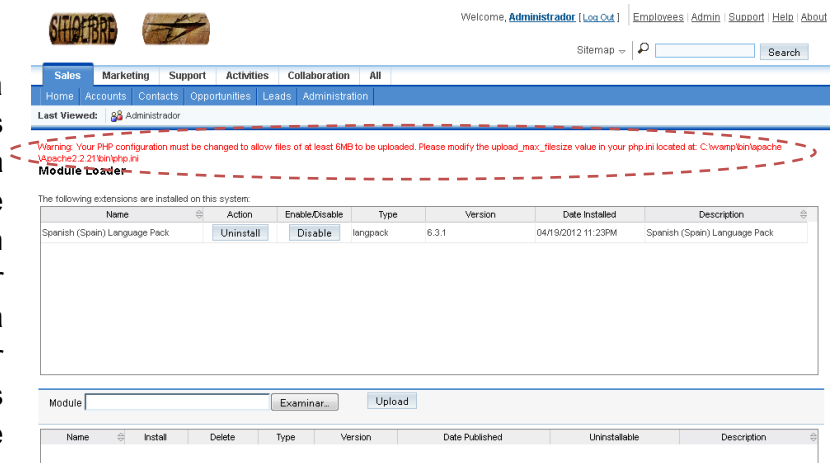 SITIOLIBRE
Welcome, Administrador [ Log Out ] Employees | Admin | Support | Help | About
Sitemap Search
Sales Marketing Support Activities Collaboration All
Home Accounts Contacts Opportunities Leads Administration
Last Viewed: Administrador
Warning: Your PHP configuration must be changed to allow files of at least 6MB to be uploaded. Please modify the upload_max_filesize value in your php.ini located at: C:\wamp\bin\apache
\Apache2.2.21\bin\php.ini
Module Loader
The following extensions are installed on this system:
Name Action Enable/Disable Type Version Date Installed Description
Spanish (Spain) Language Pack Uninstall Disable langpack 6.3.1 04/19/2012 11:23PM Spanish (Spain) Language Pack
Module Examinar... Upload
Name Install Delete Type Version Date Published Uninstallable Description